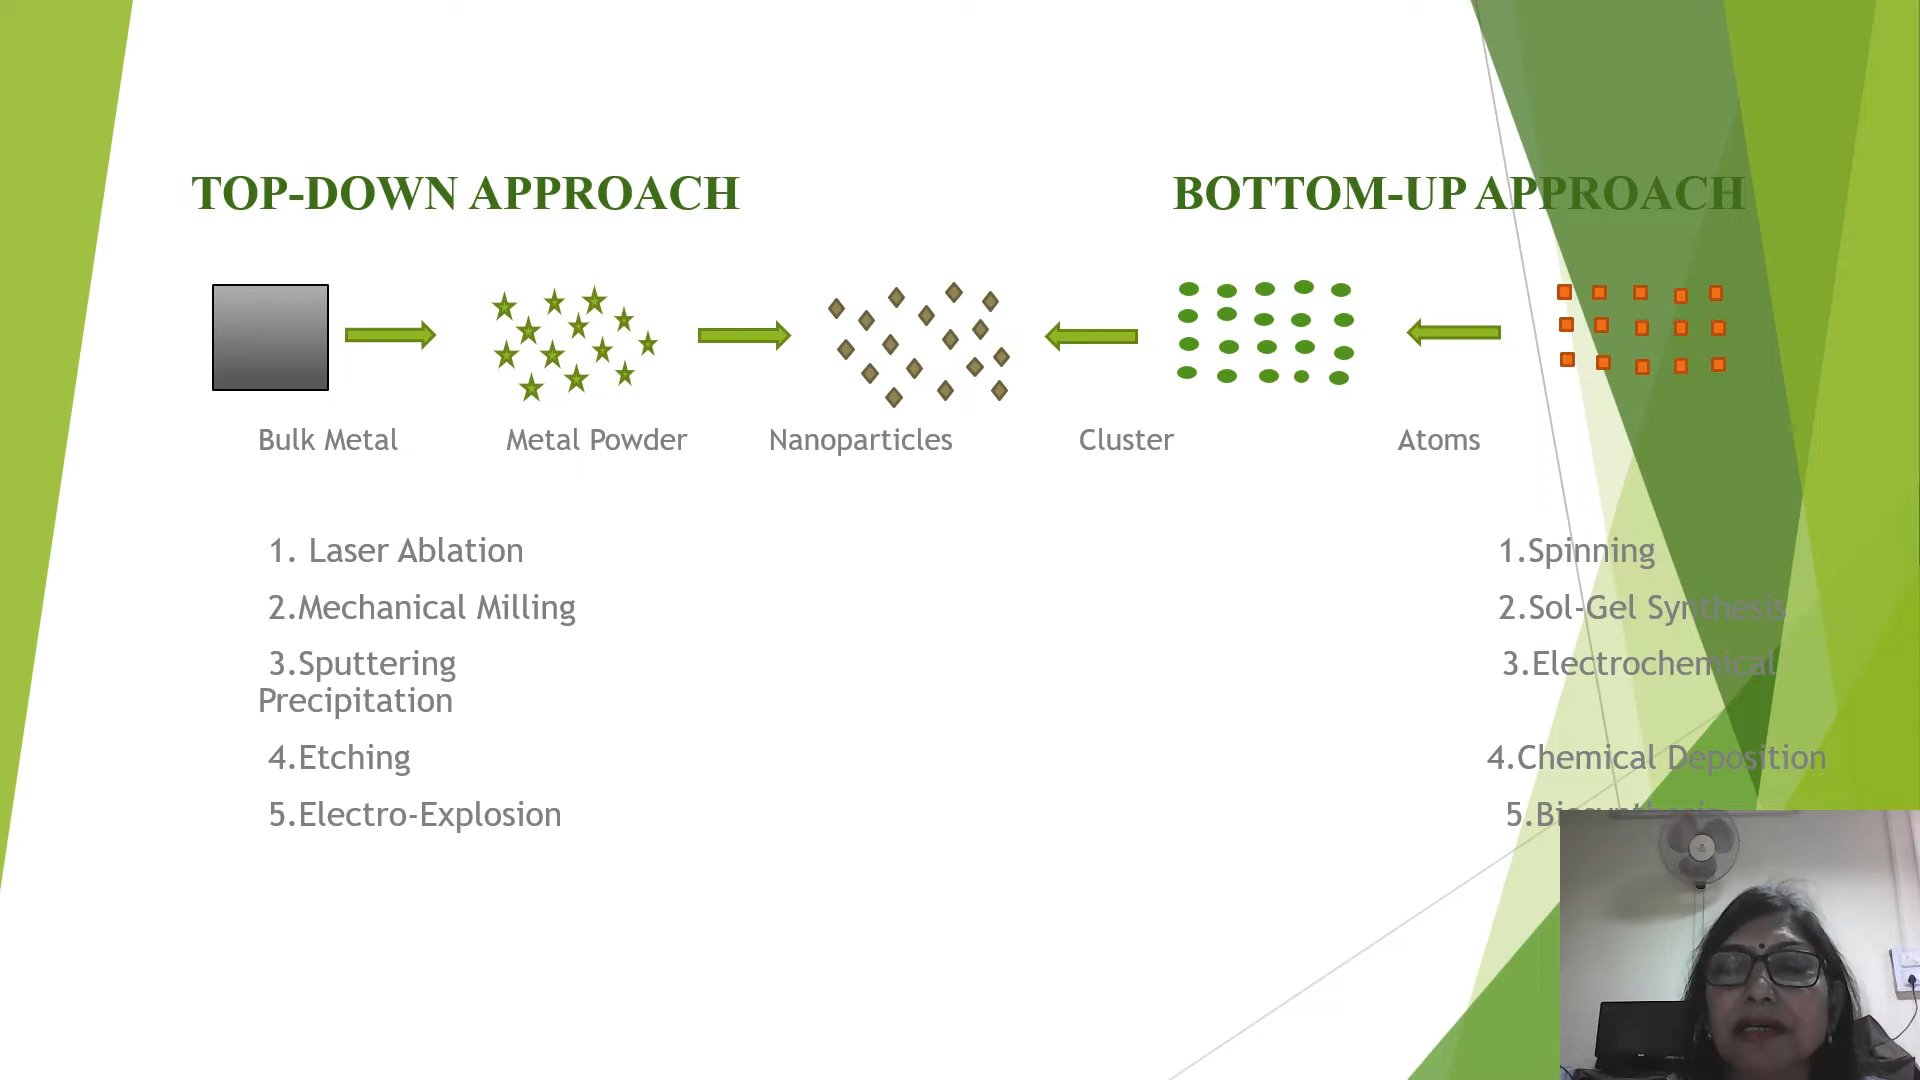 TOP-DOWN APPROACH BOTTOM-UP APPROACH
Bulk Metal Metal Powder Nanoparticles Cluster Atoms
1. Laser Ablation 1.Spinning
2.Mechanical Milling 2.Sol-Gel Synthesis
3.Sputtering 3.Electrochemical
Precipitation
4.Etching 4.Chemical Deposition
5.Electro-Explosion 5.Biosynthesis